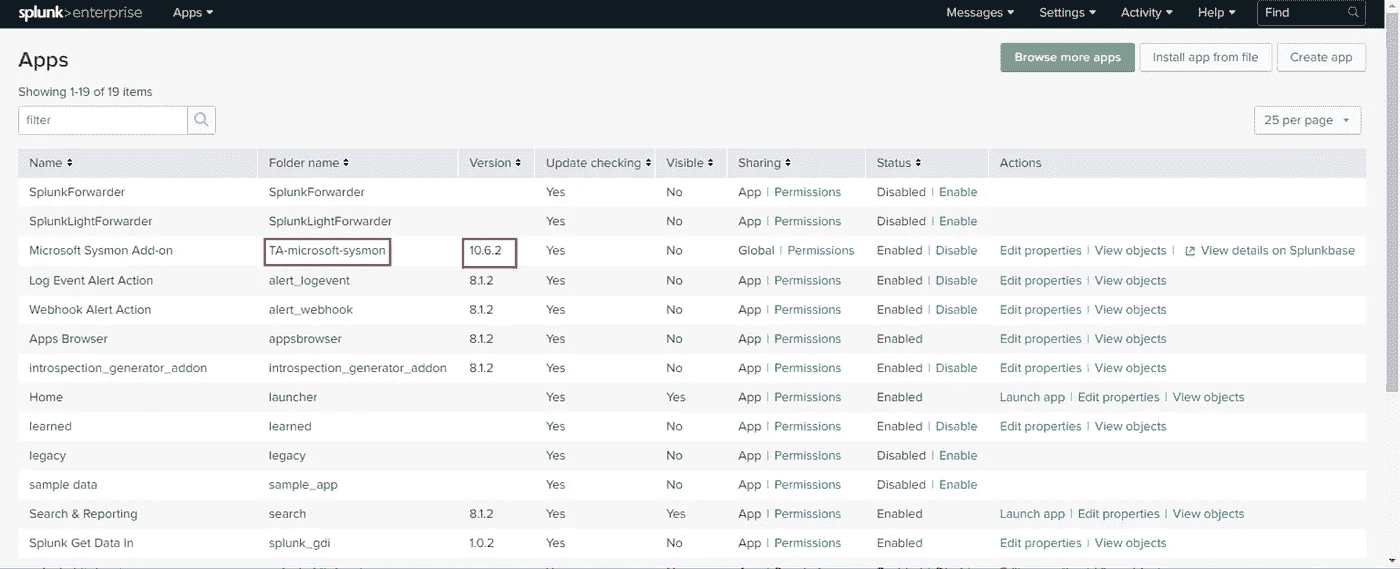 splunk>enterprise Apps Messages Settings Activity Help Find
Apps Browse more apps Install app from file Create app
Showing 1-19 of 19 items
filter 25 per page
Name Folder name Version Update checking Visible Sharing Status Actions
SplunkForwarder SplunkForwarder Yes No App | Permissions Disabled | Enable
SplunkLightForwarder SplunkLightForwarder Yes No App | Permissions Disabled | Enable
Microsoft Sysmon Add-on TA-microsoft-sysmon 10.6.2 Yes No Global | Permissions Enabled | Disable Edit properties | View objects | View details on Splunkbase
Log Event Alert Action alert_logevent 8.1.2 Yes No App | Permissions Enabled | Disable Edit properties | View objects
Webhook Alert Action alert_webhook 8.1.2 Yes No App | Permissions Enabled | Disable Edit properties | View objects
Apps Browser appsbrowser 8.1.2 Yes No App | Permissions Enabled Edit properties | View objects
introspection_generator_addon introspection_generator_addon 8.1.2 Yes No App | Permissions Enabled | Disable Edit properties | View objects
Home launcher Yes Yes App | Permissions Enabled Launch app | Edit properties | View objects
learned learned Yes No App | Permissions Enabled | Disable Edit properties | View objects
legacy legacy Yes No App | Permissions Disabled | Enable
sample data sample_app Yes No App | Permissions Disabled | Enable
Search & Reporting search 8.1.2 Yes Yes App | Permissions Enabled Launch app | Edit properties | View objects
Splunk Get Data In splunk_gdi 1.0.2 Yes No App | Permissions Enabled Edit properties | View objects